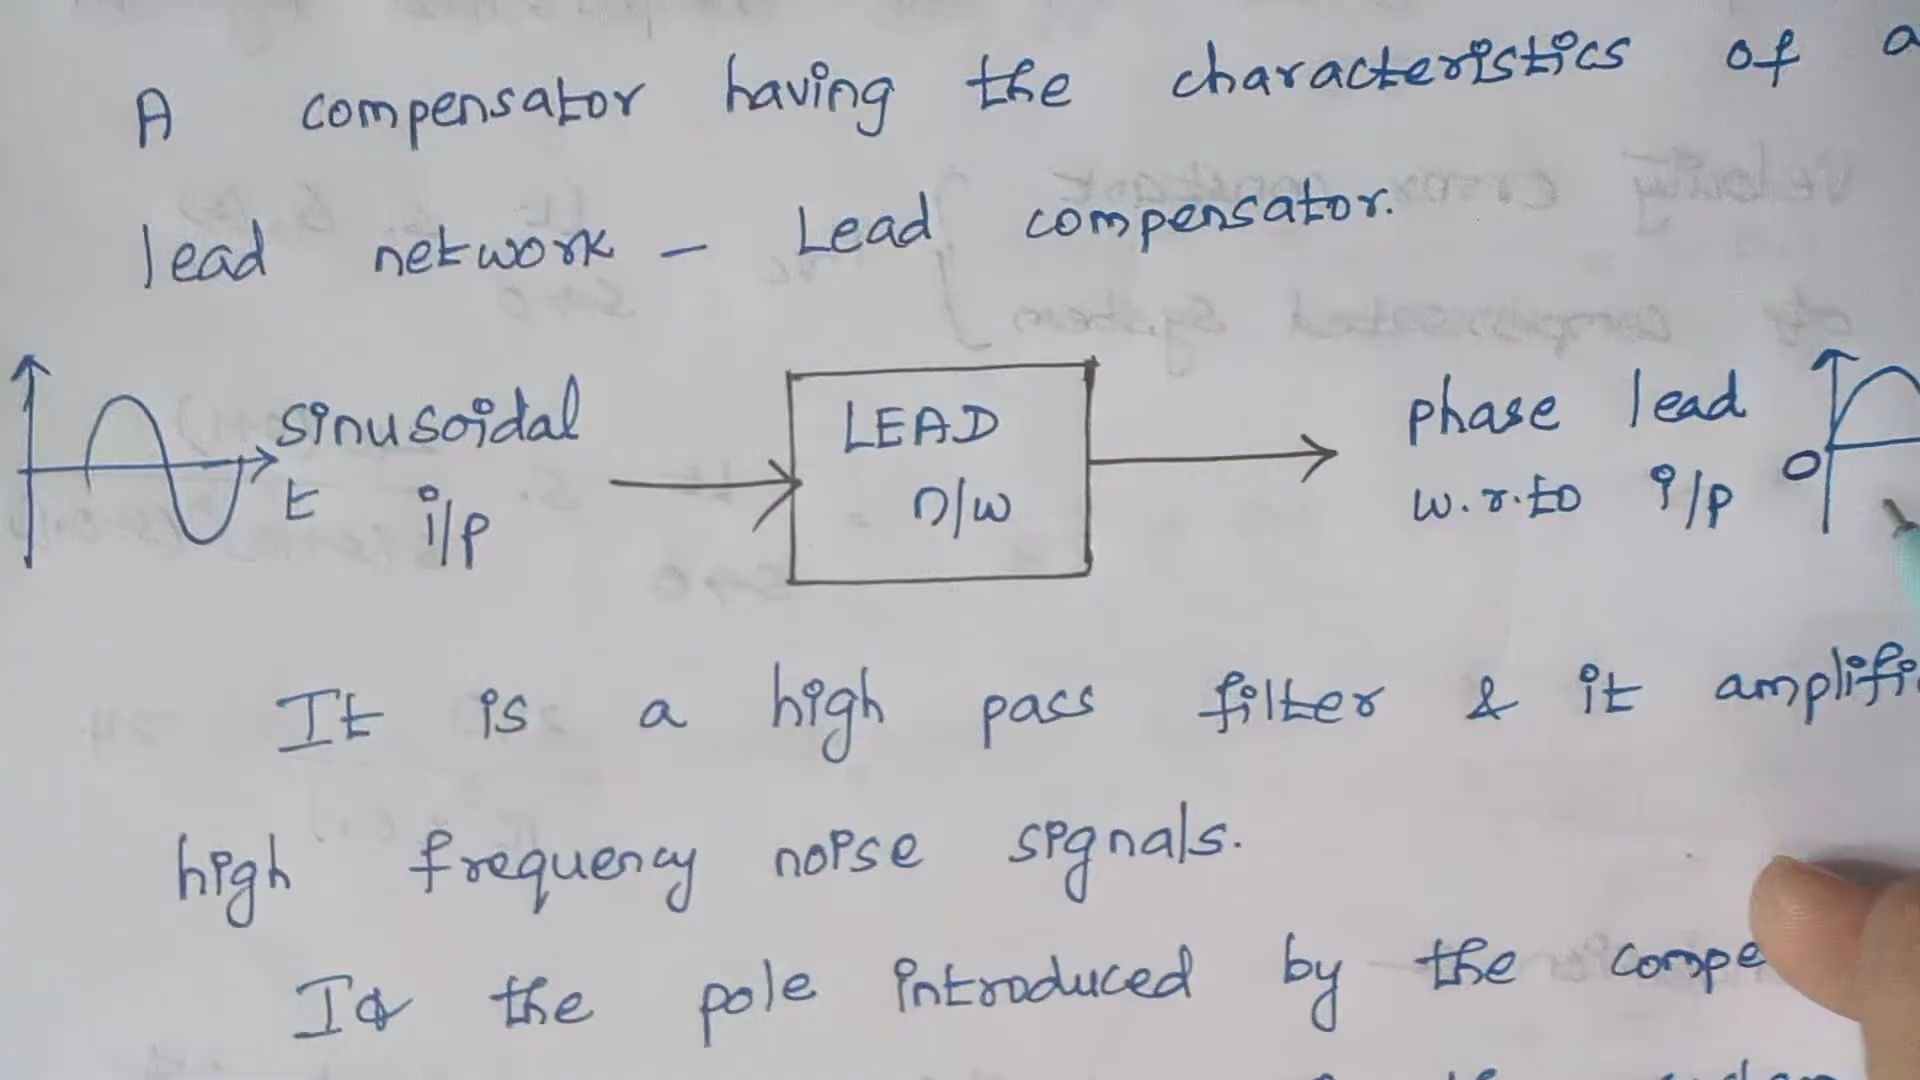 A compensator having the characteristics of a
lead network - Lead compensator.
sinusoidal
t i/p
LEAD
n/w
phase lead
w.r.to i/p
0
It is a high pass filter & it amplifi
high frequency noise signals.
If the pole introduced by the compe